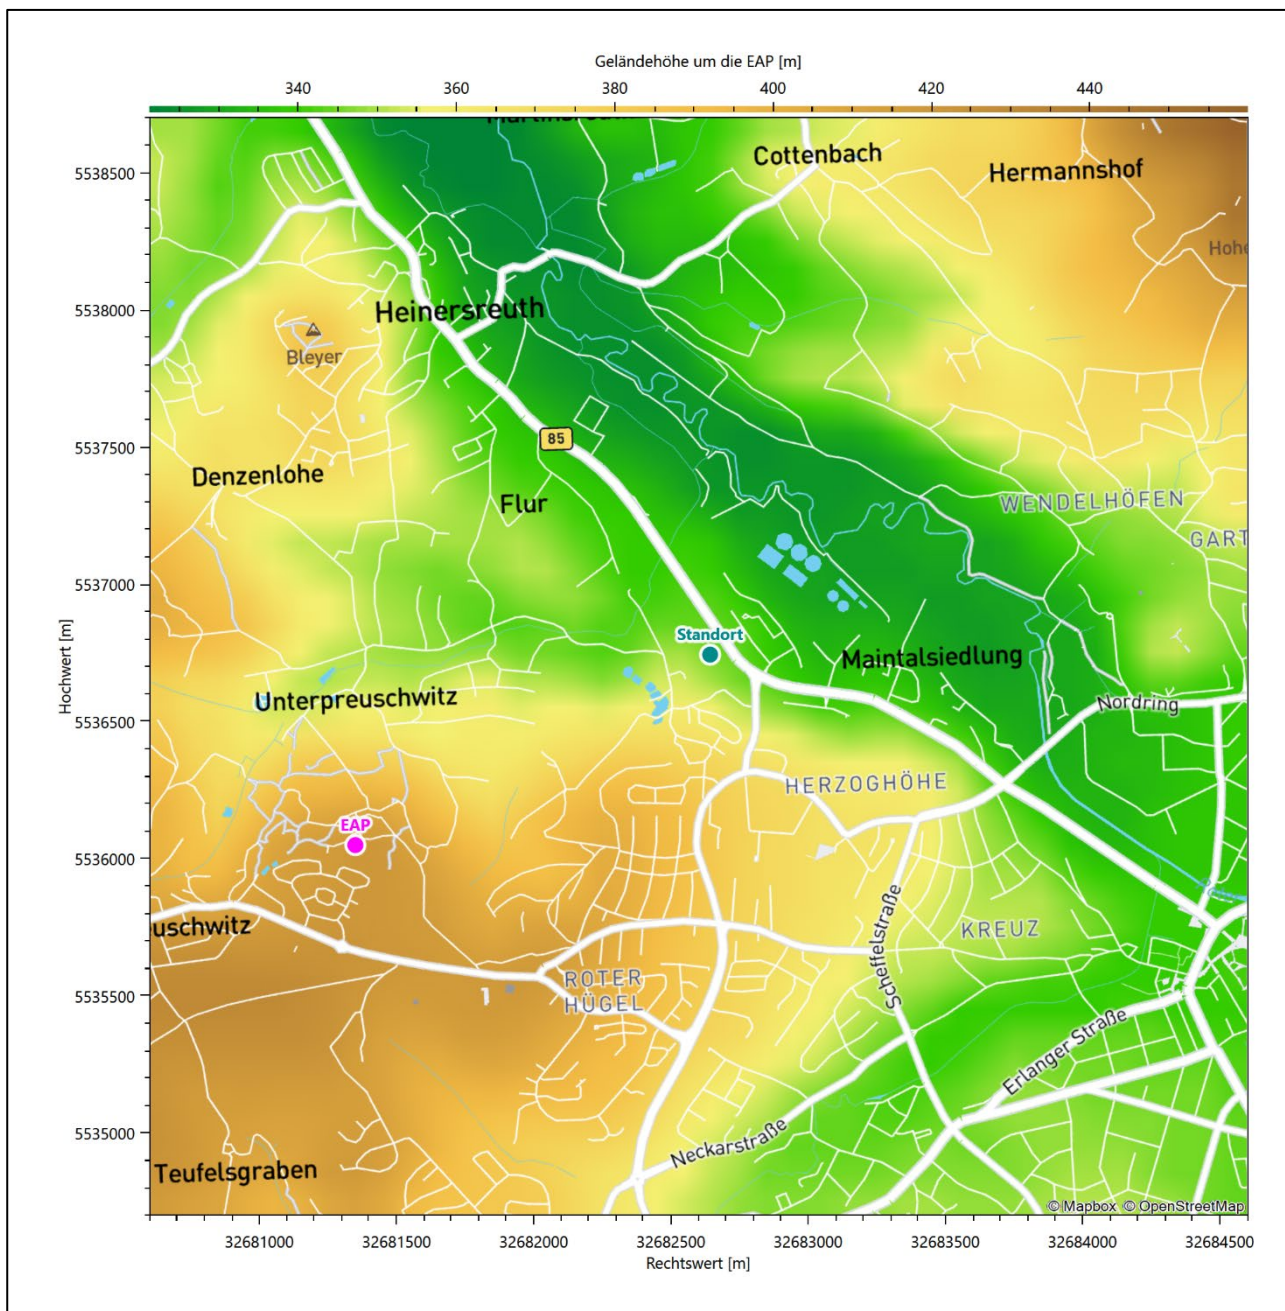 Geländehöhe um die EAP [m]
340 360 380 400 420 440
Cottenbach
Hermannshof
5538500
Hohe
5538000
Heinersreuth
Bleyer
85
5537500
Denzenlohe
Flur
WENDELHÖFEN
GART
5537000
Standort
Maintalsiedlung
Hochwert [m]
Unterpreuschwitz
Nordring
5536500
HERZOGHÖHE
EAP
5536000
uschwitz
Scheffelstraße
KREUZ
ROTER
HÜGEL
5535500
Erlanger Straße
5535000
Neckarstraße
Teufelsgraben
© Mapbox © OpenStreetMap
32681000 32681500 32682000 32682500 32683000 32683500 32684000 32684500
Rechtswert [m]